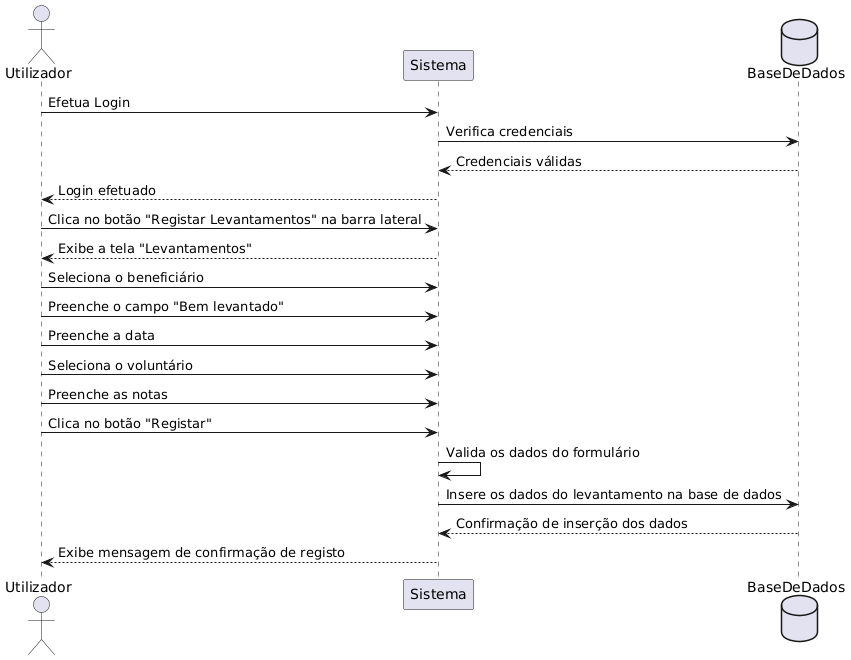 Utilizador
Sistema
BaseDeDados
Efetua Login
Verifica credenciais
Credenciais válidas
Login efetuado
Clica no botão "Registar Levantamentos" na barra lateral
Exibe a tela "Levantamentos"
Seleciona o beneficiário
Preenche o campo "Bem levantado"
Preenche a data
Seleciona o voluntário
Preenche as notas
Clica no botão "Registar"
Valida os dados do formulário
Insere os dados do levantamento na base de dados
Confirmação de inserção dos dados
Exibe mensagem de confirmação de registo
Utilizador
Sistema
BaseDeDados